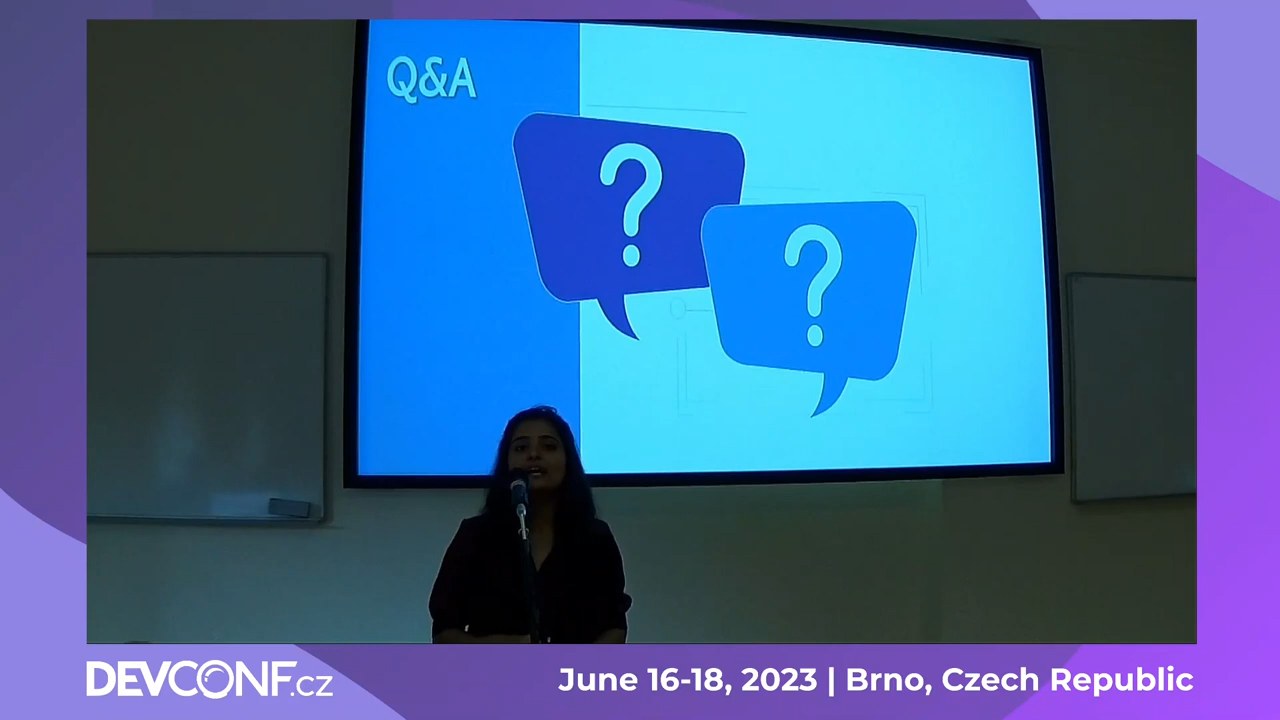 Q&A
?
?
DEVCONF.cz
June 16-18, 2023 | Brno, Czech Republic